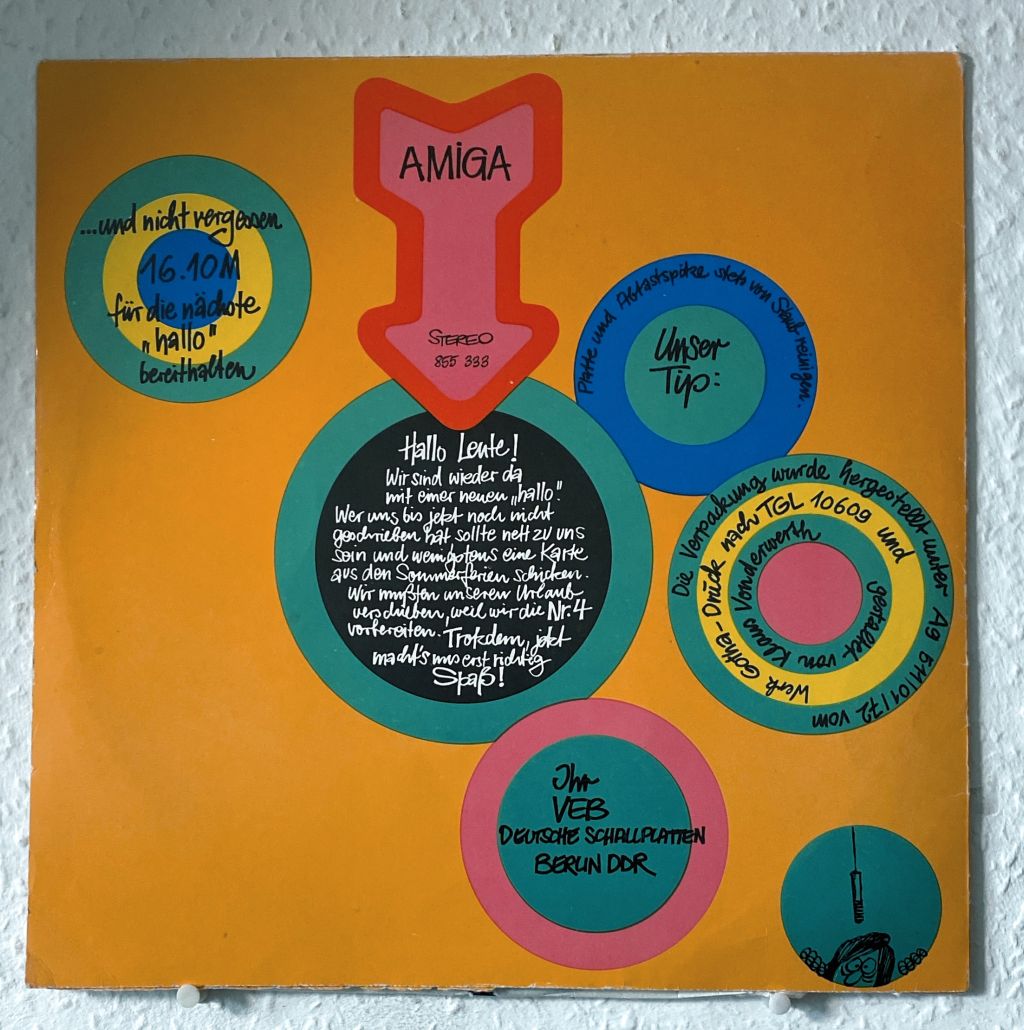 AMiGA
STEREO
855 333
...und nicht vergessen
16.10M
für die nächste
„hallo"
bereithalten
Unser
Tip:
Platte und Abtastspitze stets von Staub reinigen.
Hallo Leute!
Wir sind wieder da
mit einer neuen „hallo".
Wer uns bis jetzt noch nicht
geschrieben hat sollte nett zu uns
sein und wenigstens eine Karte
aus den Sommerferien schicken.
Wir mußten unseren Urlaub
verschieben, weil wir die Nr. 4
vorbereiten. Trotzdem, jetzt
macht's uns erst richtig
Spaß!
Die Verpackung wurde hergestellt unter Ag 511/01/72 vom
Werk Gotha-Druck nach TGL 10609 und
gestaltet von Klaus Vonderwerth
Ihr
VEB
DEUTSCHE SCHALLPLATTEN
BERLIN DDR